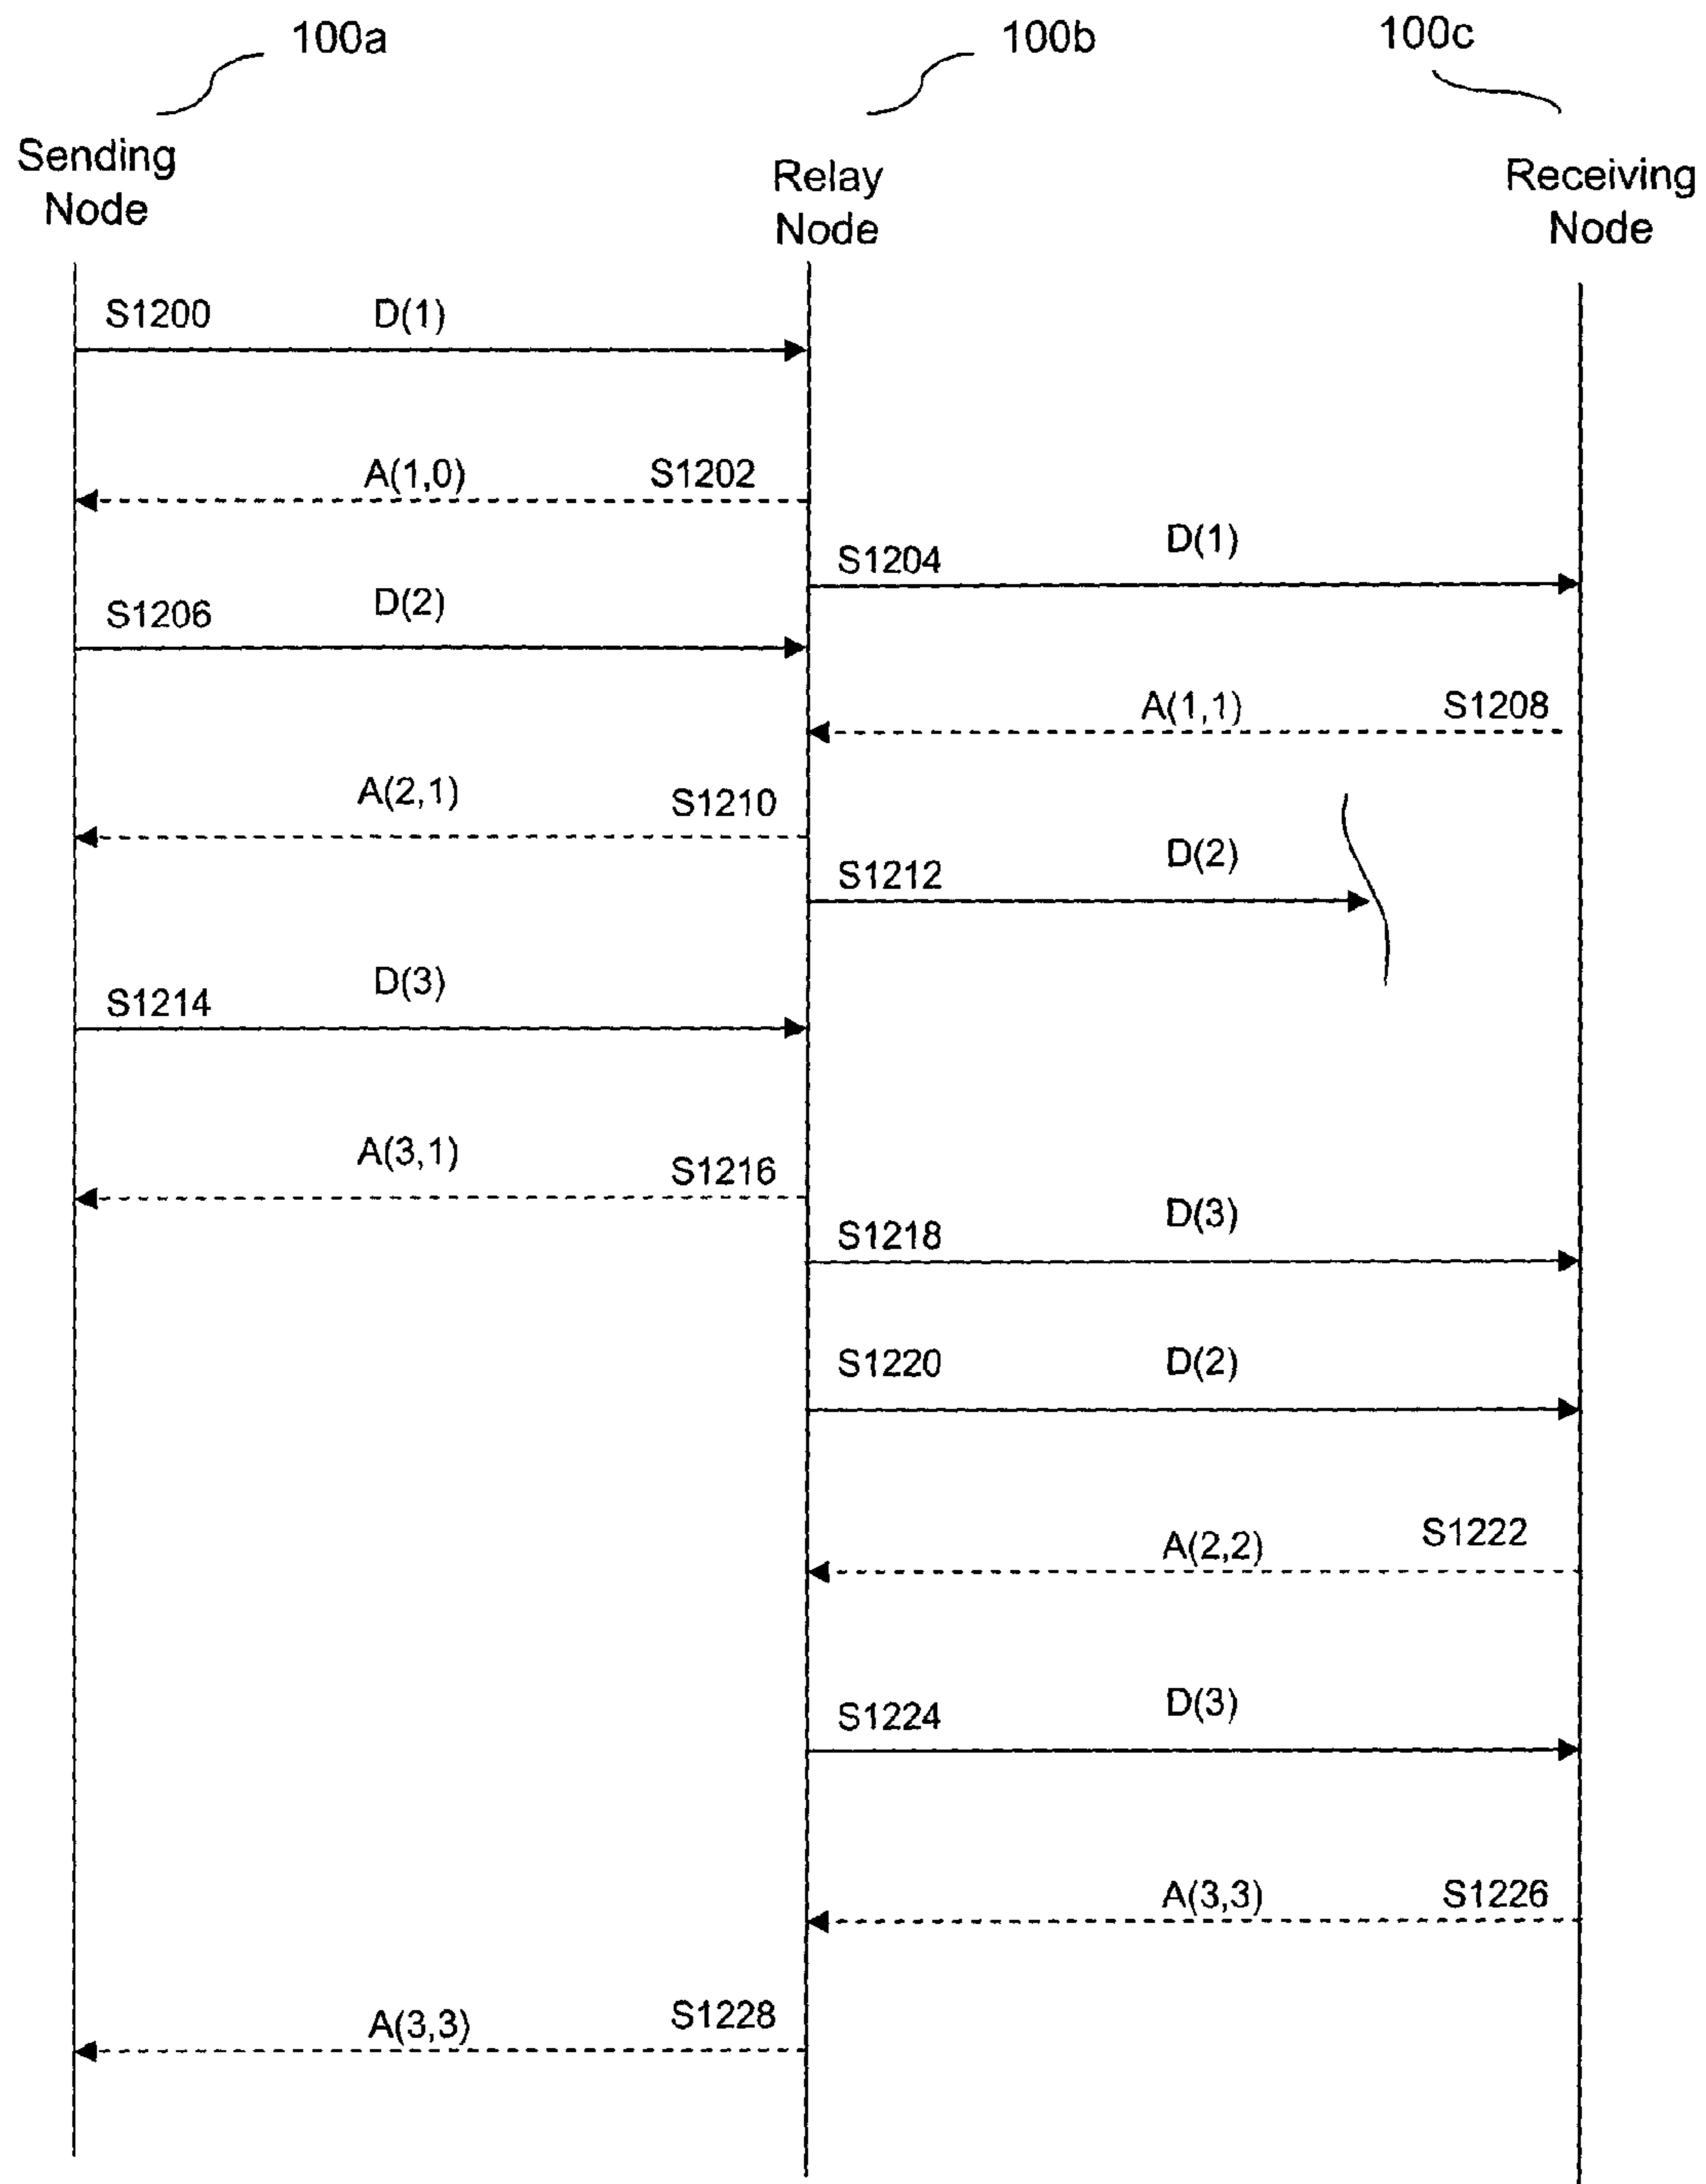 100a
100b
100c
Sending
Node
Relay
Node
Receiving
Node
S1200 D(1)
A(1,0) S1202
S1204 D(1)
S1206 D(2)
A(1,1) S1208
A(2,1) S1210
S1212 D(2)
S1214 D(3)
A(3,1) S1216
S1218 D(3)
S1220 D(2)
A(2,2) S1222
S1224 D(3)
A(3,3) S1226
A(3,3) S1228